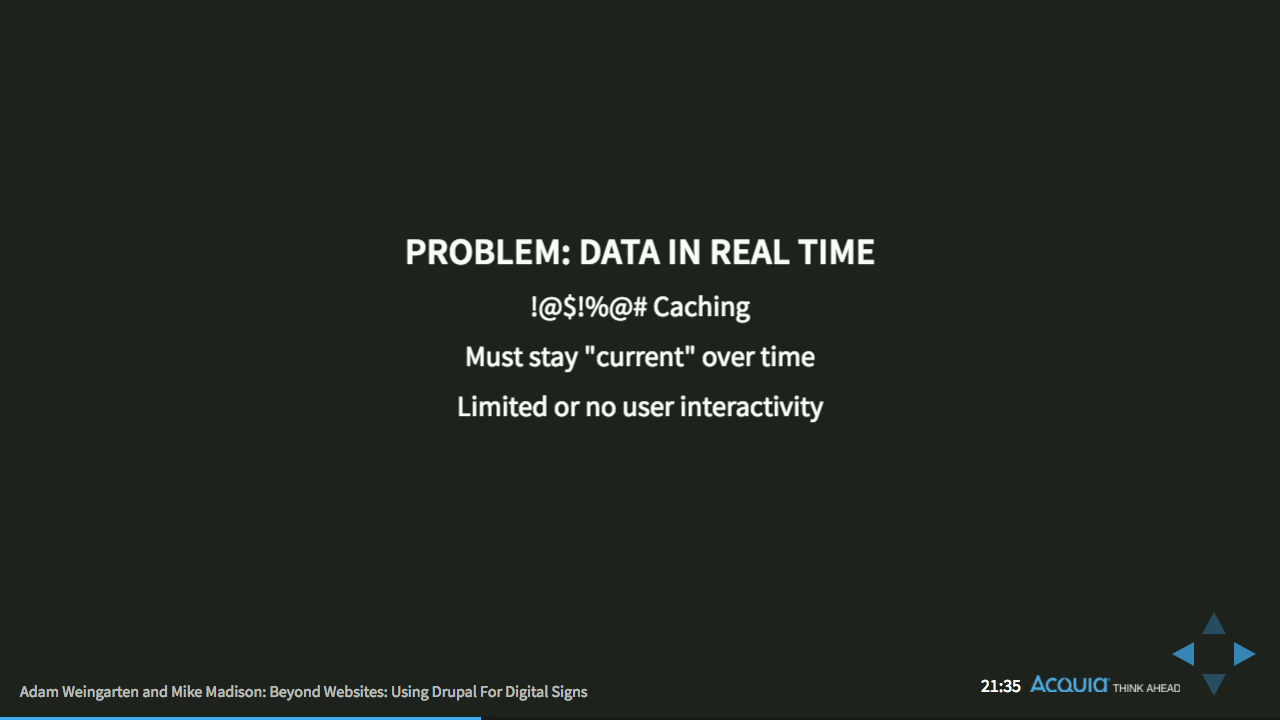 PROBLEM: DATA IN REAL TIME
!@$!%@# Caching
Must stay "current" over time
Limited or no user interactivity
Adam Weingarten and Mike Madison: Beyond Websites: Using Drupal For Digital Signs
21:35 Acquia® THINK AHEAD